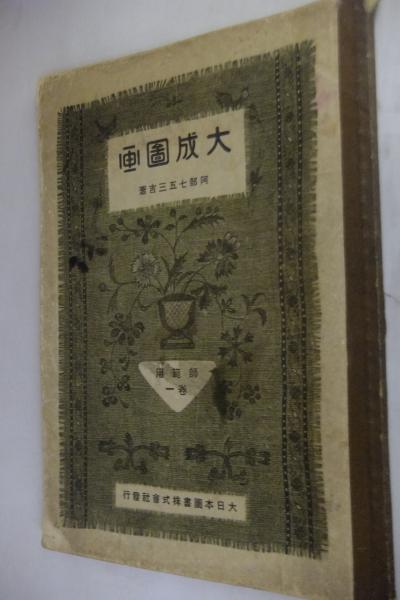 大成圖画
阿部七五三吉著
師範用
卷一
大日本圖書株式會社發行